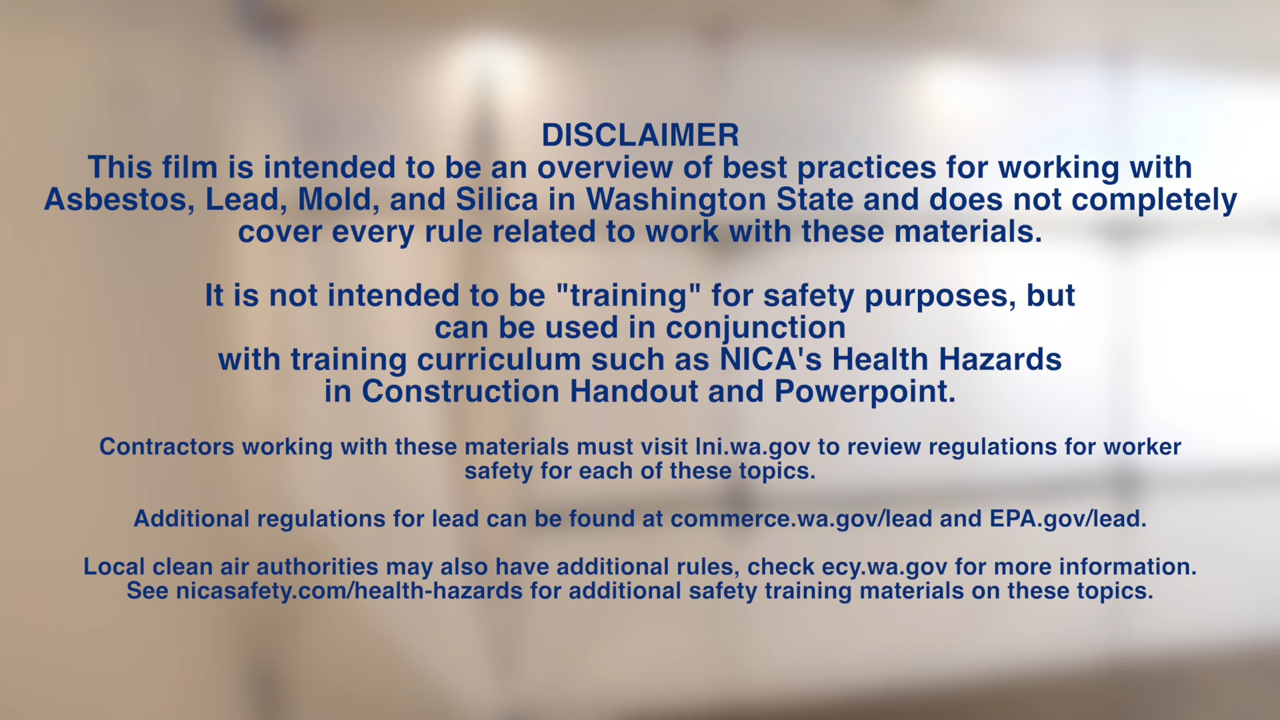 DISCLAIMER
This film is intended to be an overview of best practices for working with
Asbestos, Lead, Mold, and Silica in Washington State and does not completely
cover every rule related to work with these materials.
It is not intended to be "training" for safety purposes, but
can be used in conjunction
with training curriculum such as NICA's Health Hazards
in Construction Handout and Powerpoint.
Contractors working with these materials must visit lni.wa.gov to review regulations for worker
safety for each of these topics.
Additional regulations for lead can be found at commerce.wa.gov/lead and EPA.gov/lead.
Local clean air authorities may also have additional rules, check ecy.wa.gov for more information.
See nicasafety.com/health-hazards for additional safety training materials on these topics.